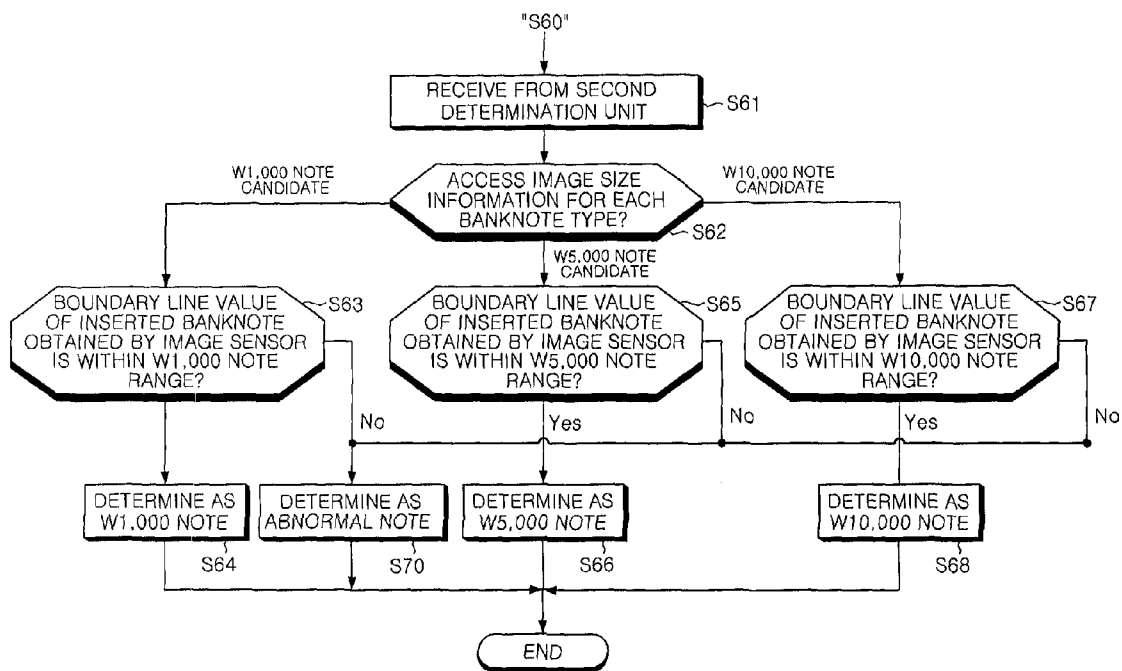 "S60"
RECEIVE FROM SECOND
DETERMINATION UNIT
S61
W1,000 NOTE
CANDIDATE
ACCESS IMAGE SIZE
INFORMATION FOR EACH
BANKNOTE TYPE?
W10,000 NOTE
CANDIDATE
S62
W5,000 NOTE
CANDIDATE
BOUNDARY LINE VALUE
OF INSERTED BANKNOTE
OBTAINED BY IMAGE SENSOR
IS WITHIN W1,000 NOTE
RANGE?
S63
BOUNDARY LINE VALUE
OF INSERTED BANKNOTE
OBTAINED BY IMAGE SENSOR
IS WITHIN W5,000 NOTE
RANGE?
S65
BOUNDARY LINE VALUE
OF INSERTED BANKNOTE
OBTAINED BY IMAGE SENSOR
IS WITHIN W10,000 NOTE
RANGE?
S67
No
Yes
No
Yes
No
DETERMINE AS
W1,000 NOTE
S64
DETERMINE AS
ABNORMAL NOTE
S70
DETERMINE AS
W5,000 NOTE
S66
DETERMINE AS
W10,000 NOTE
S68
END